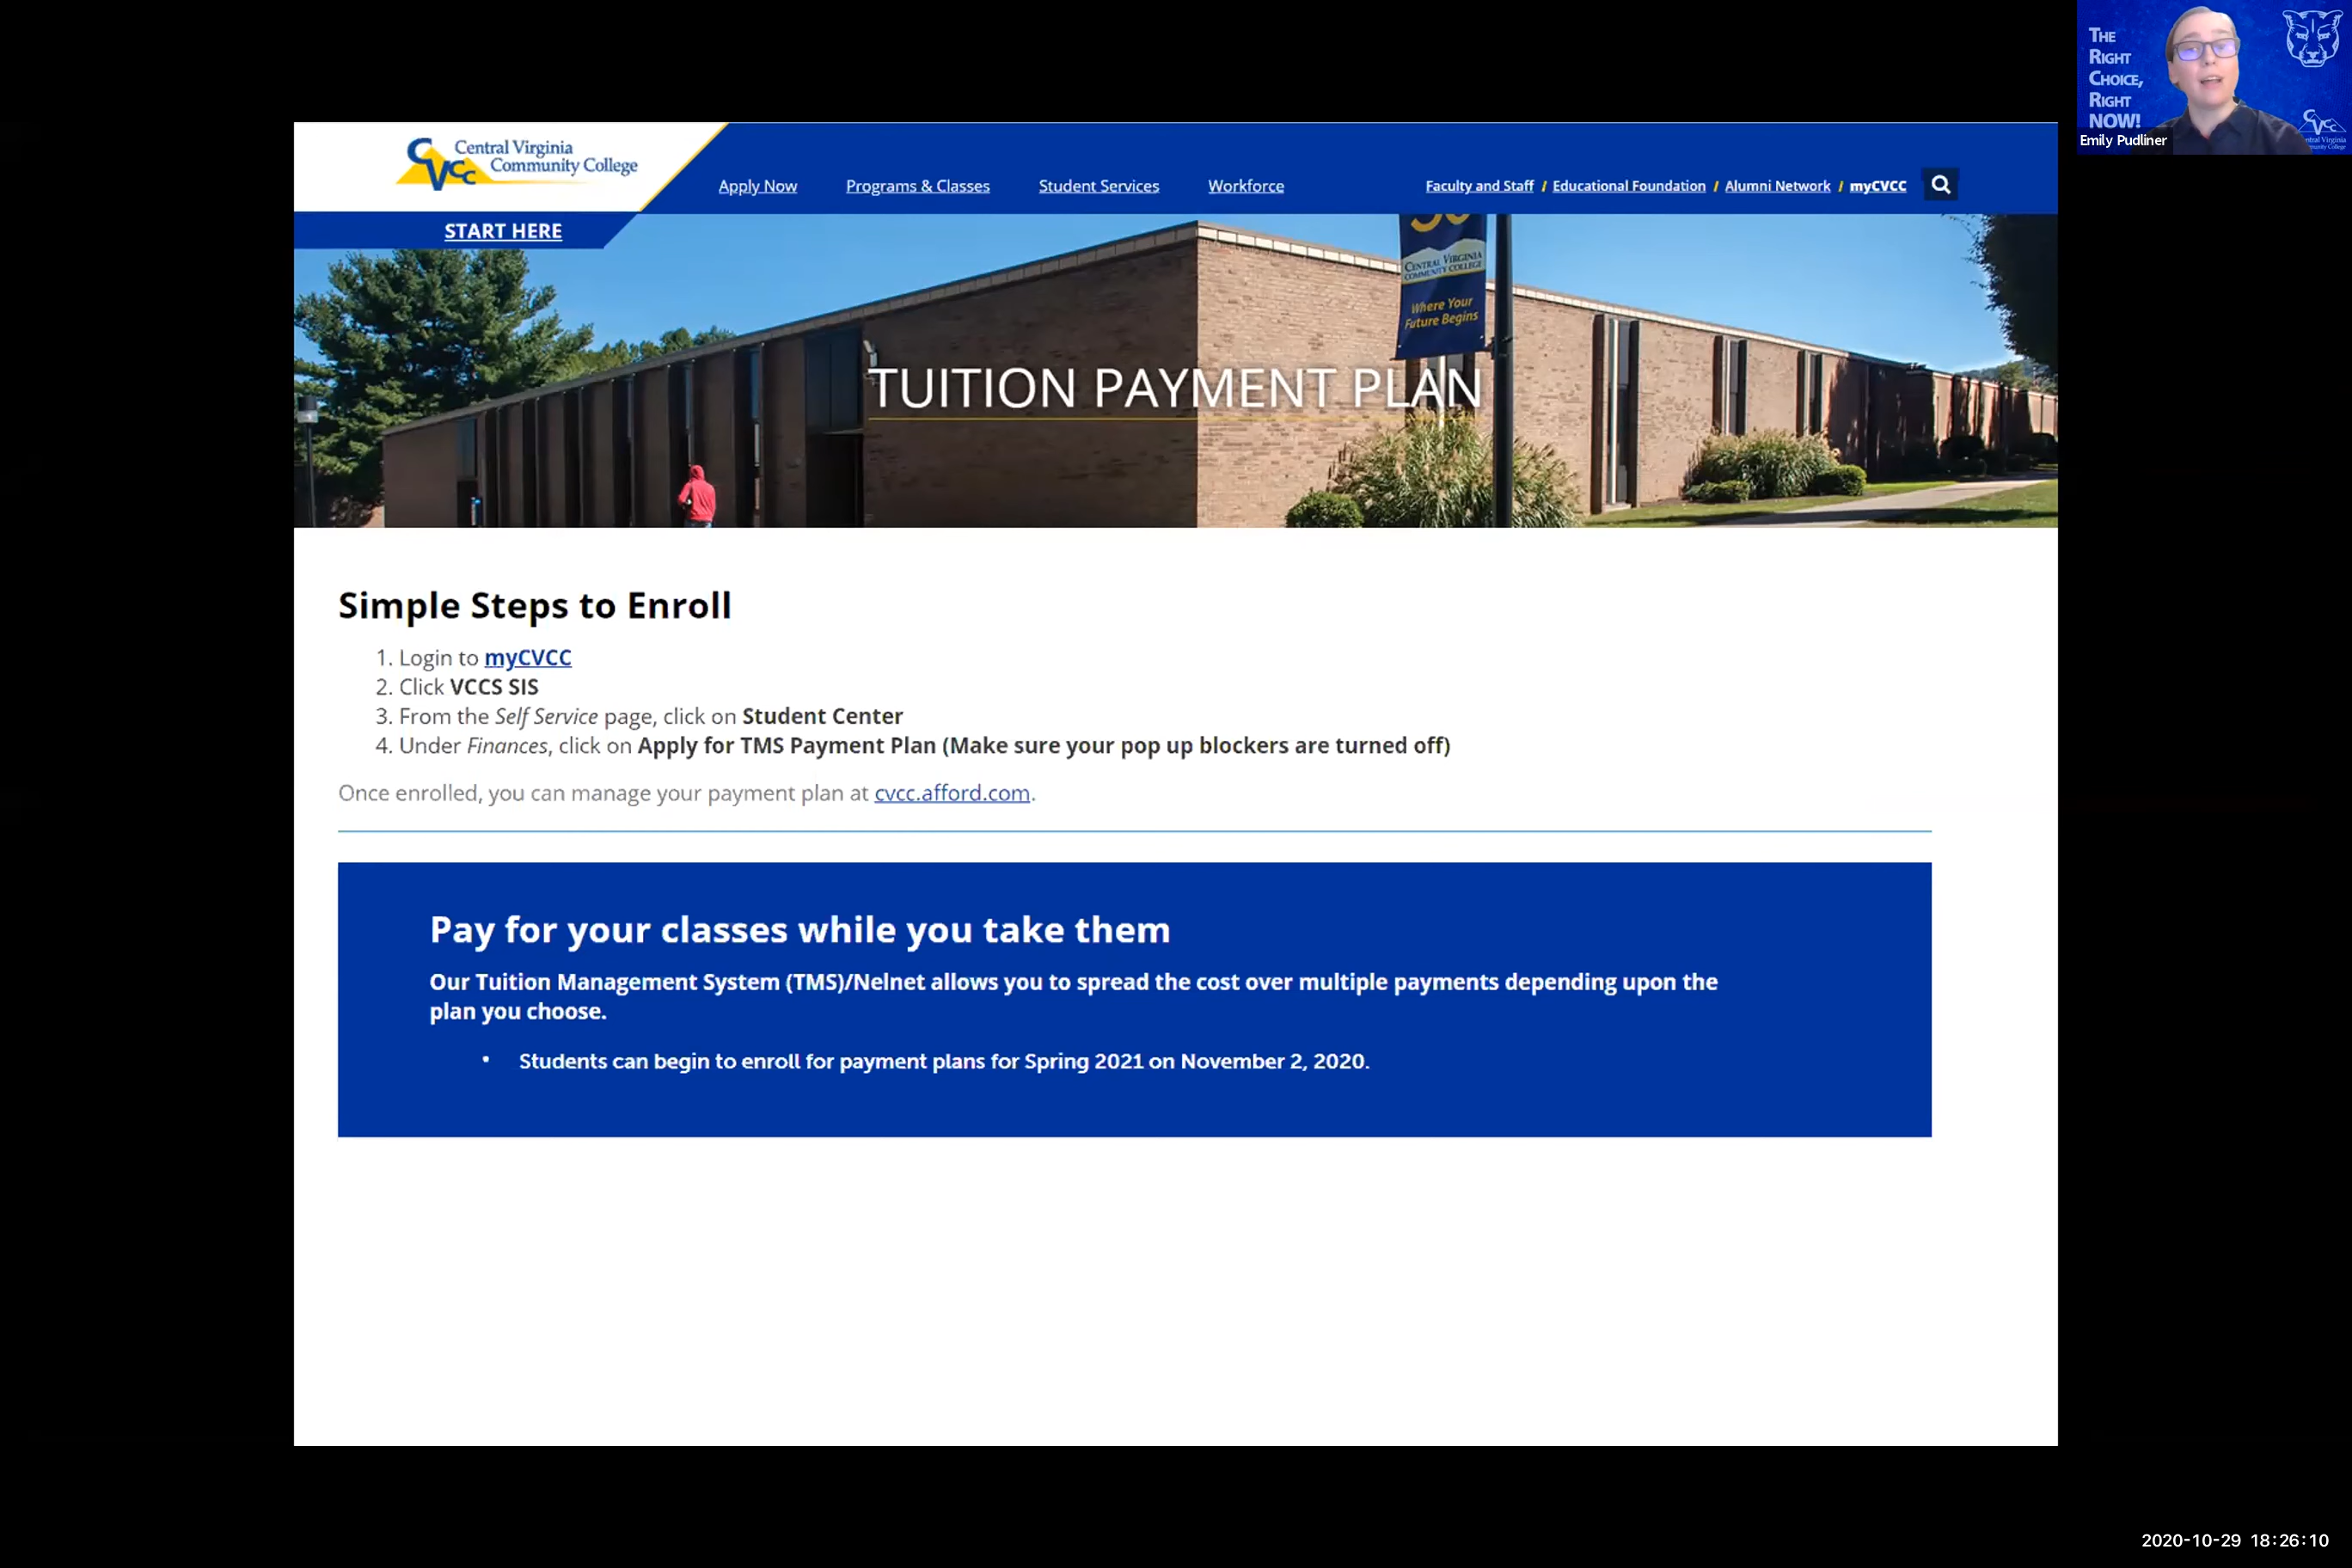 THE
RIGHT
CHOICE,
RIGHT
NOW!
CVCC
Emily Pudliner
CVCC
Central Virginia
Community College
Apply Now
Programs & Classes
Student Services
Workforce
Faculty and Staff / Educational Foundation / Alumni Network / myCVCC
START HERE
CENTRAL VIRGINIA
COMMUNITY COLLEGE
Where Your
Future Begins
TUITION PAYMENT PLAN
Simple Steps to Enroll
1. Login to myCVCC
2. Click VCCS SIS
3. From the Self Service page, click on Student Center
4. Under Finances, click on Apply for TMS Payment Plan (Make sure your pop up blockers are turned off)
Once enrolled, you can manage your payment plan at cvcc.afford.com.
Pay for your classes while you take them
Our Tuition Management System (TMS)/Nelnet allows you to spread the cost over multiple payments depending upon the
plan you choose.
• Students can begin to enroll for payment plans for Spring 2021 on November 2, 2020.
2020-10-29 18:26:10